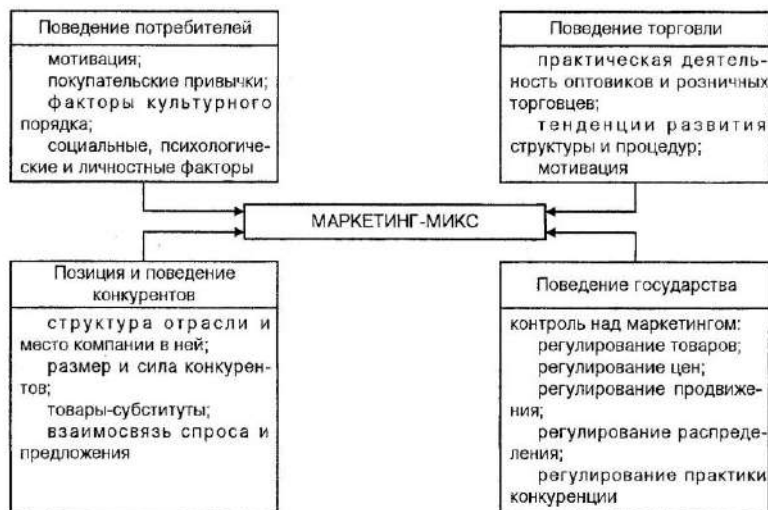 Поведение потребителей
мотивация;
покупательские привычки;
факторы культурного
порядка;
социальные, психологиче-
ские и личностные факторы
Поведение торговли
практическая деятель-
ность оптовиков и розничных
торговцев;
тенденции развития
структуры и процедур;
мотивация
МАРКЕТИНГ-МИКС
Позиция и поведение
конкурентов
структура отрасли и
место компании в ней;
размер и сила конкурен-
тов;
товары-субституты;
взаимосвязь спроса и
предложения
Поведение государства
контроль над маркетингом:
регулирование товаров;
регулирование цен;
регулирование продвиже-
ния;
регулирование распреде-
ления;
регулирование практики
конкуренции